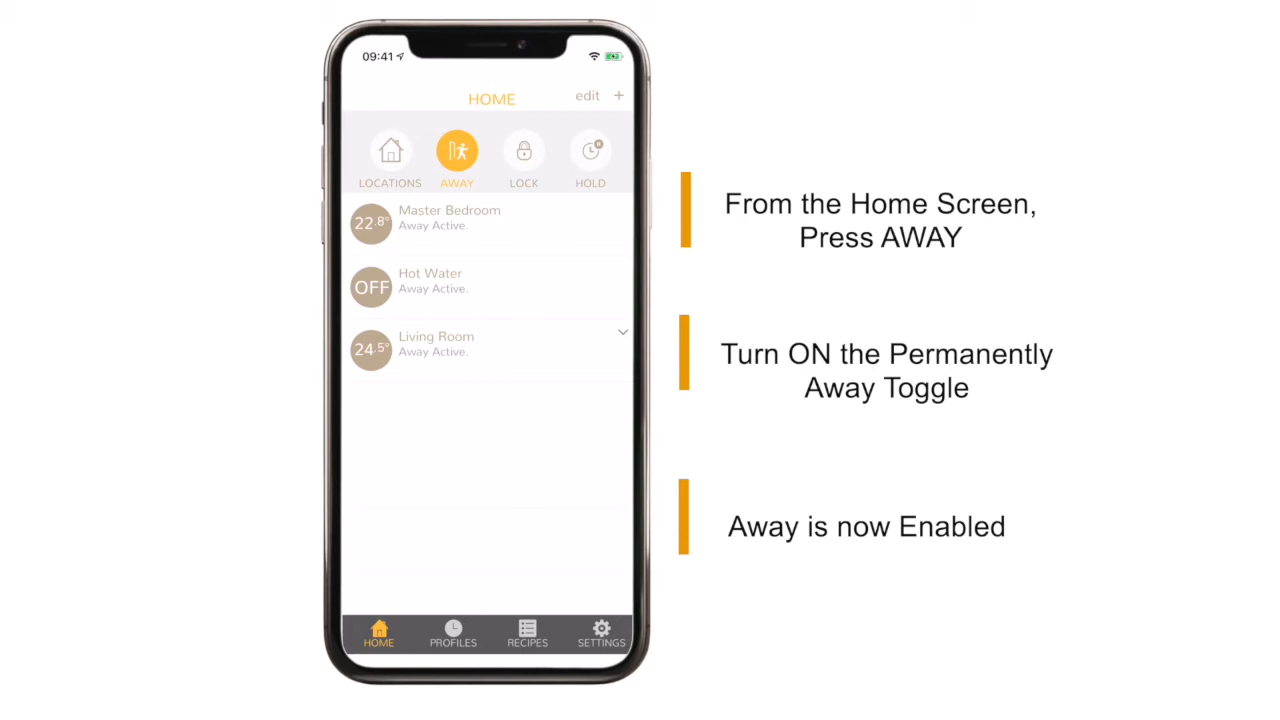 09:41
HOME
edit +
LOCATIONS AWAY LOCK HOLD
22.8° Master Bedroom
Away Active.
OFF Hot Water
Away Active.
24.5° Living Room
Away Active.
HOME PROFILES RECIPES SETTINGS
From the Home Screen,
Press AWAY
Turn ON the Permanently
Away Toggle
Away is now Enabled